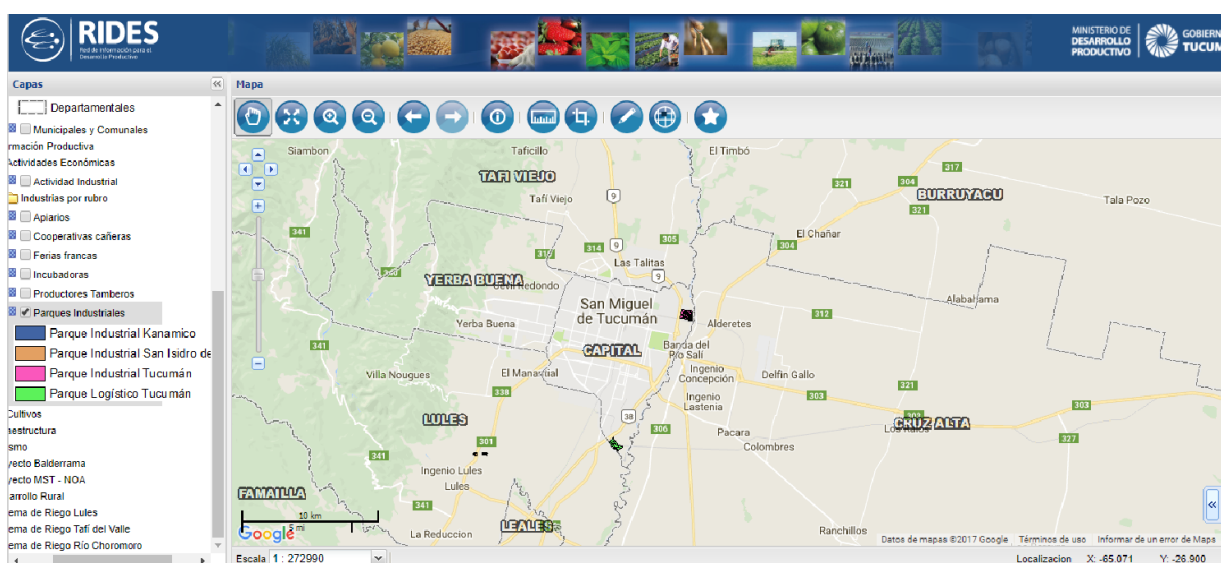 RIDES
Red de Información para el
Desarrollo Productivo
MINISTERIO DE
DESARROLLO
PRODUCTIVO
GOBIERN
TUCUM
Capas
Mapa
Departamentales
Municipales y Comunales
rmación Productiva
Actividades Económicas
Actividad Industrial
Industrias por rubro
Apiarios
Cooperativas cañeras
Ferias francas
Incubadoras
Productores Tamberos
Parques Industriales
Parque Industrial Kanamico
Parque Industrial San Isidro de
Parque Industrial Tucumán
Parque Logístico Tucumán
Cultivos
aestructura
smo
yecto Balderrama
yecto MST - NOA
arrollo Rural
ema de Riego Lules
ema de Riego Tafí del Valle
ema de Riego Río Choromoro
Siambon
Taficillo
El Timbó
TAFI VIEJO
317
321
304
BURRUYACU
Tafí Viejo
9
Tala Pozo
321
341
El Chañar
305
314
9
304
315
Las Talitas
9
YERBA BUENA
San Miguel
de Tucumán
Alabahama
312
Yerba Buena
Alderetes
341
CAPITAL
Banda del
Río Salí
Villa Nougues
El Manantial
Ingenio
Concepción
Delfin Gallo
338
321
Ingenio
Lastenia
303
303
LULES
38
306
Pacara
CRUZ ALTA
301
327
Colombres
341
Ingenio Lules
Lules
FAMAILLA
341
10 km
5 mi
LEALES
Google
La Reduccion
Ranchillos
Datos de mapas ©2017 Google
Términos de uso
Informar de un error de Maps
Escala
1 : 272990
Localizacion
X: -65.071
Y: -26.900